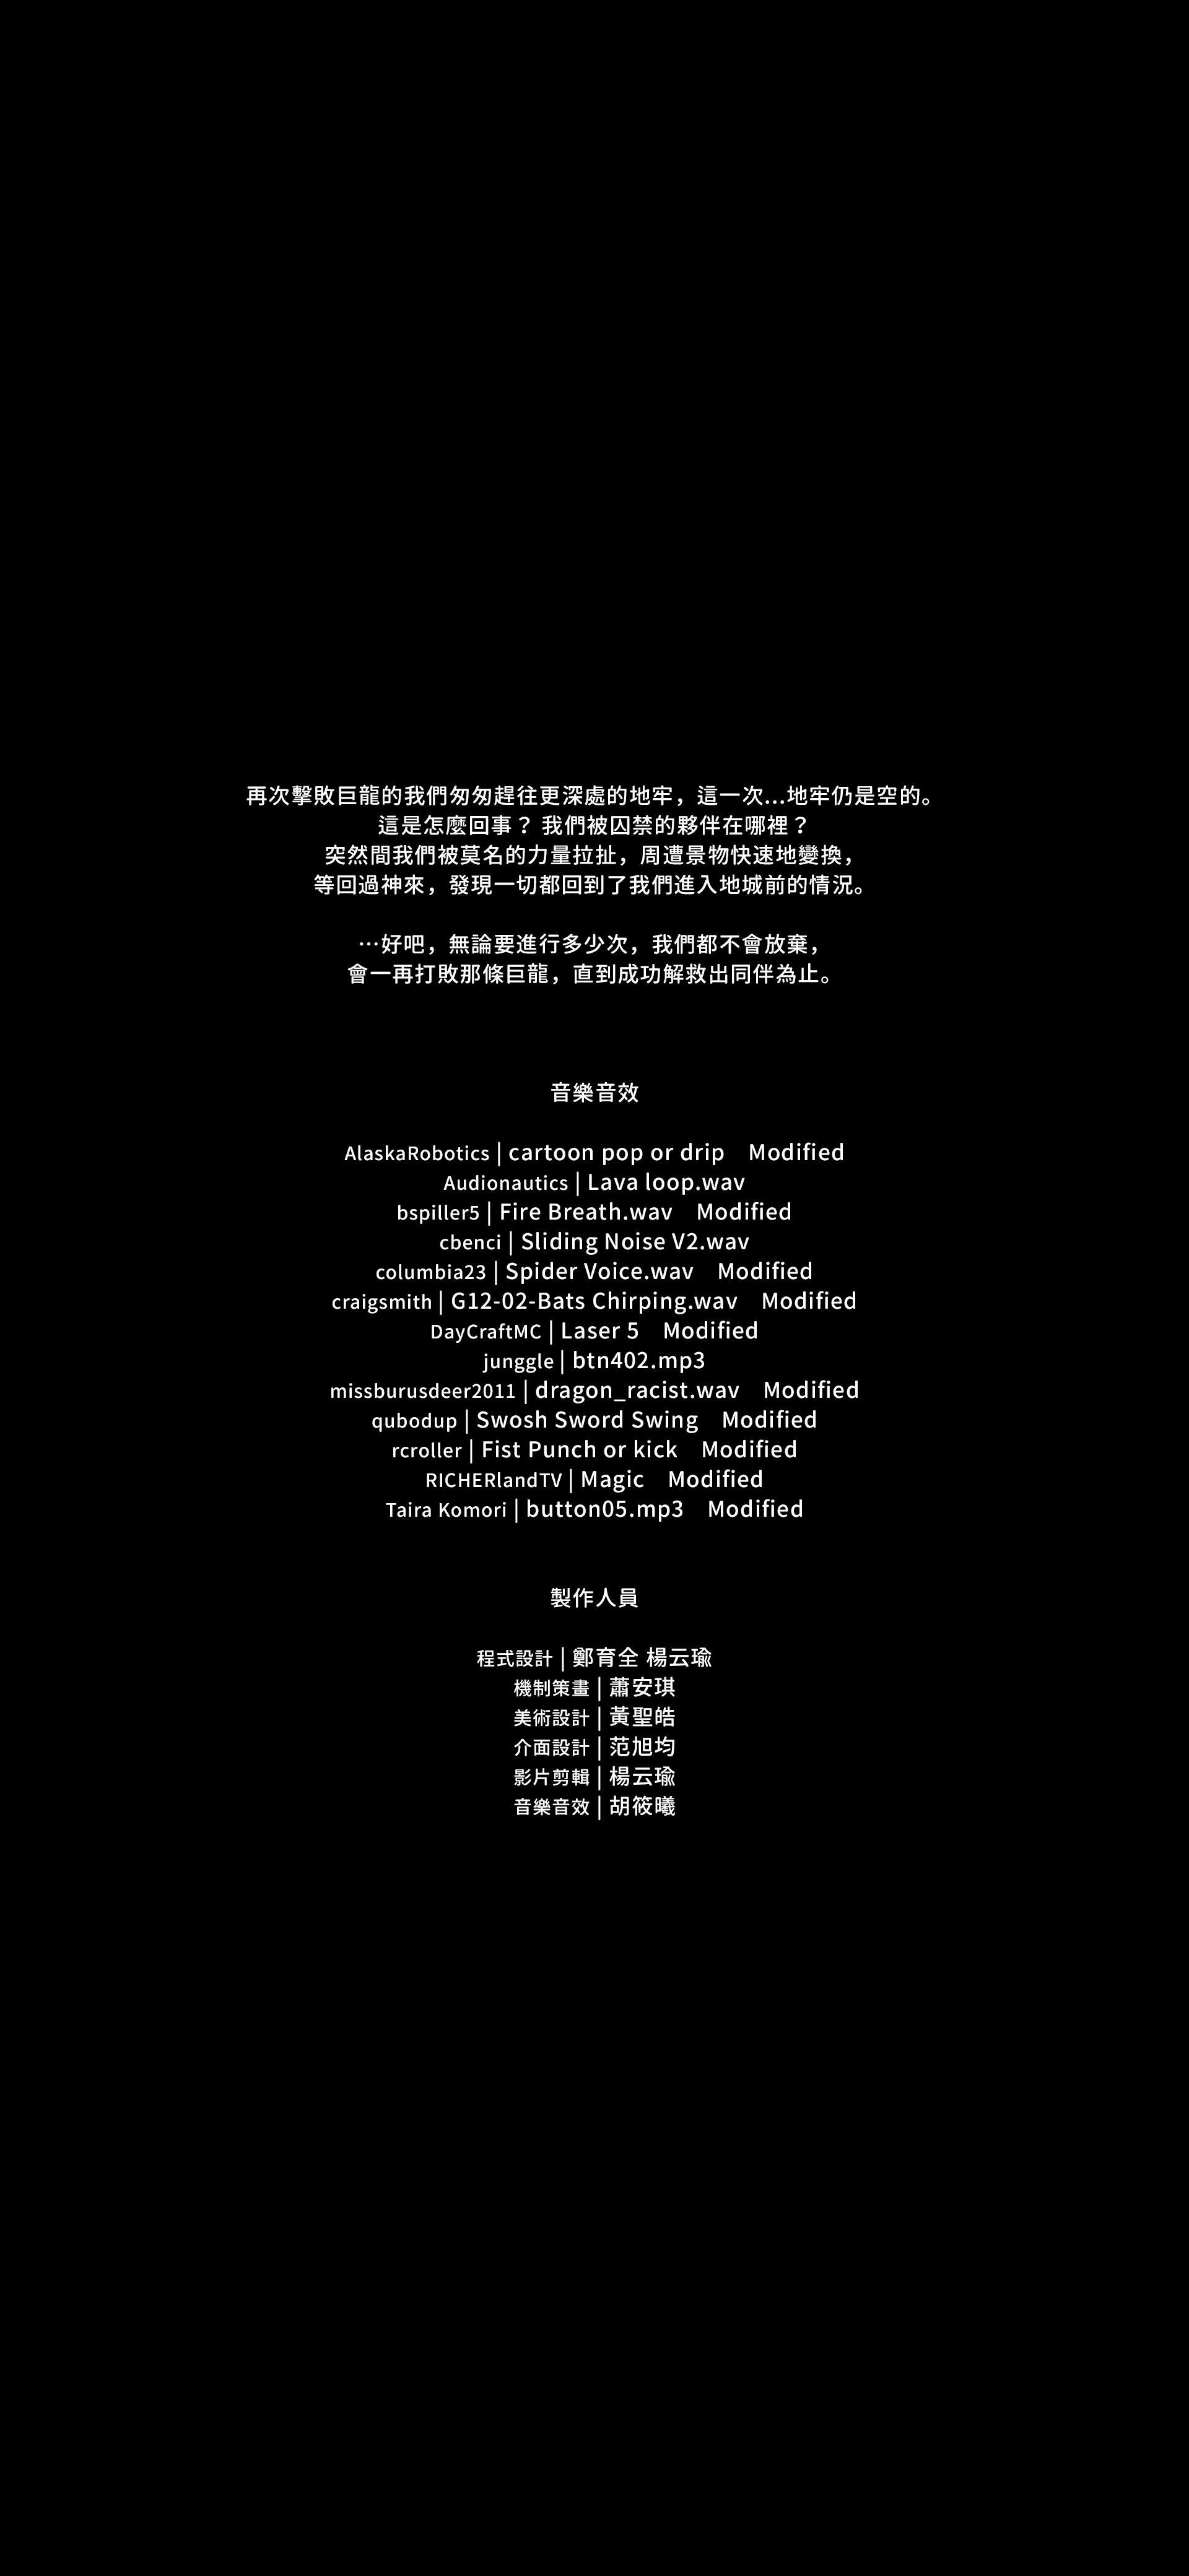 再次擊敗巨龍的我們匆匆趕往更深處的地牢，這一次...地牢仍是空的。
這是怎麼回事？ 我們被囚禁的夥伴在哪裡？
突然間我們被莫名的力量拉扯，周遭景物快速地變換，
等回過神來，發現一切都回到了我們進入地城前的情況。
…好吧，無論要進行多少次，我們都不會放棄，
會一再打敗那條巨龍，直到成功解救出同伴為止。
音樂音效
AlaskaRobotics | cartoon pop or drip　Modified
Audionautics | Lava loop.wav
bspiller5 | Fire Breath.wav　Modified
cbenci | Sliding Noise V2.wav
columbia23 | Spider Voice.wav　Modified
craigsmith | G12-02-Bats Chirping.wav　Modified
DayCraftMC | Laser 5　Modified
junggle | btn402.mp3
missburusdeer2011 | dragon_racist.wav　Modified
qubodup | Swosh Sword Swing　Modified
rcroller | Fist Punch or kick　Modified
RICHERlandTV | Magic　Modified
Taira Komori | button05.mp3　Modified
製作人員
程式設計 | 鄭育全 楊云瑜
機制策畫 | 蕭安琪
美術設計 | 黃聖皓
介面設計 | 范旭均
影片剪輯 | 楊云瑜
音樂音效 | 胡筱曦